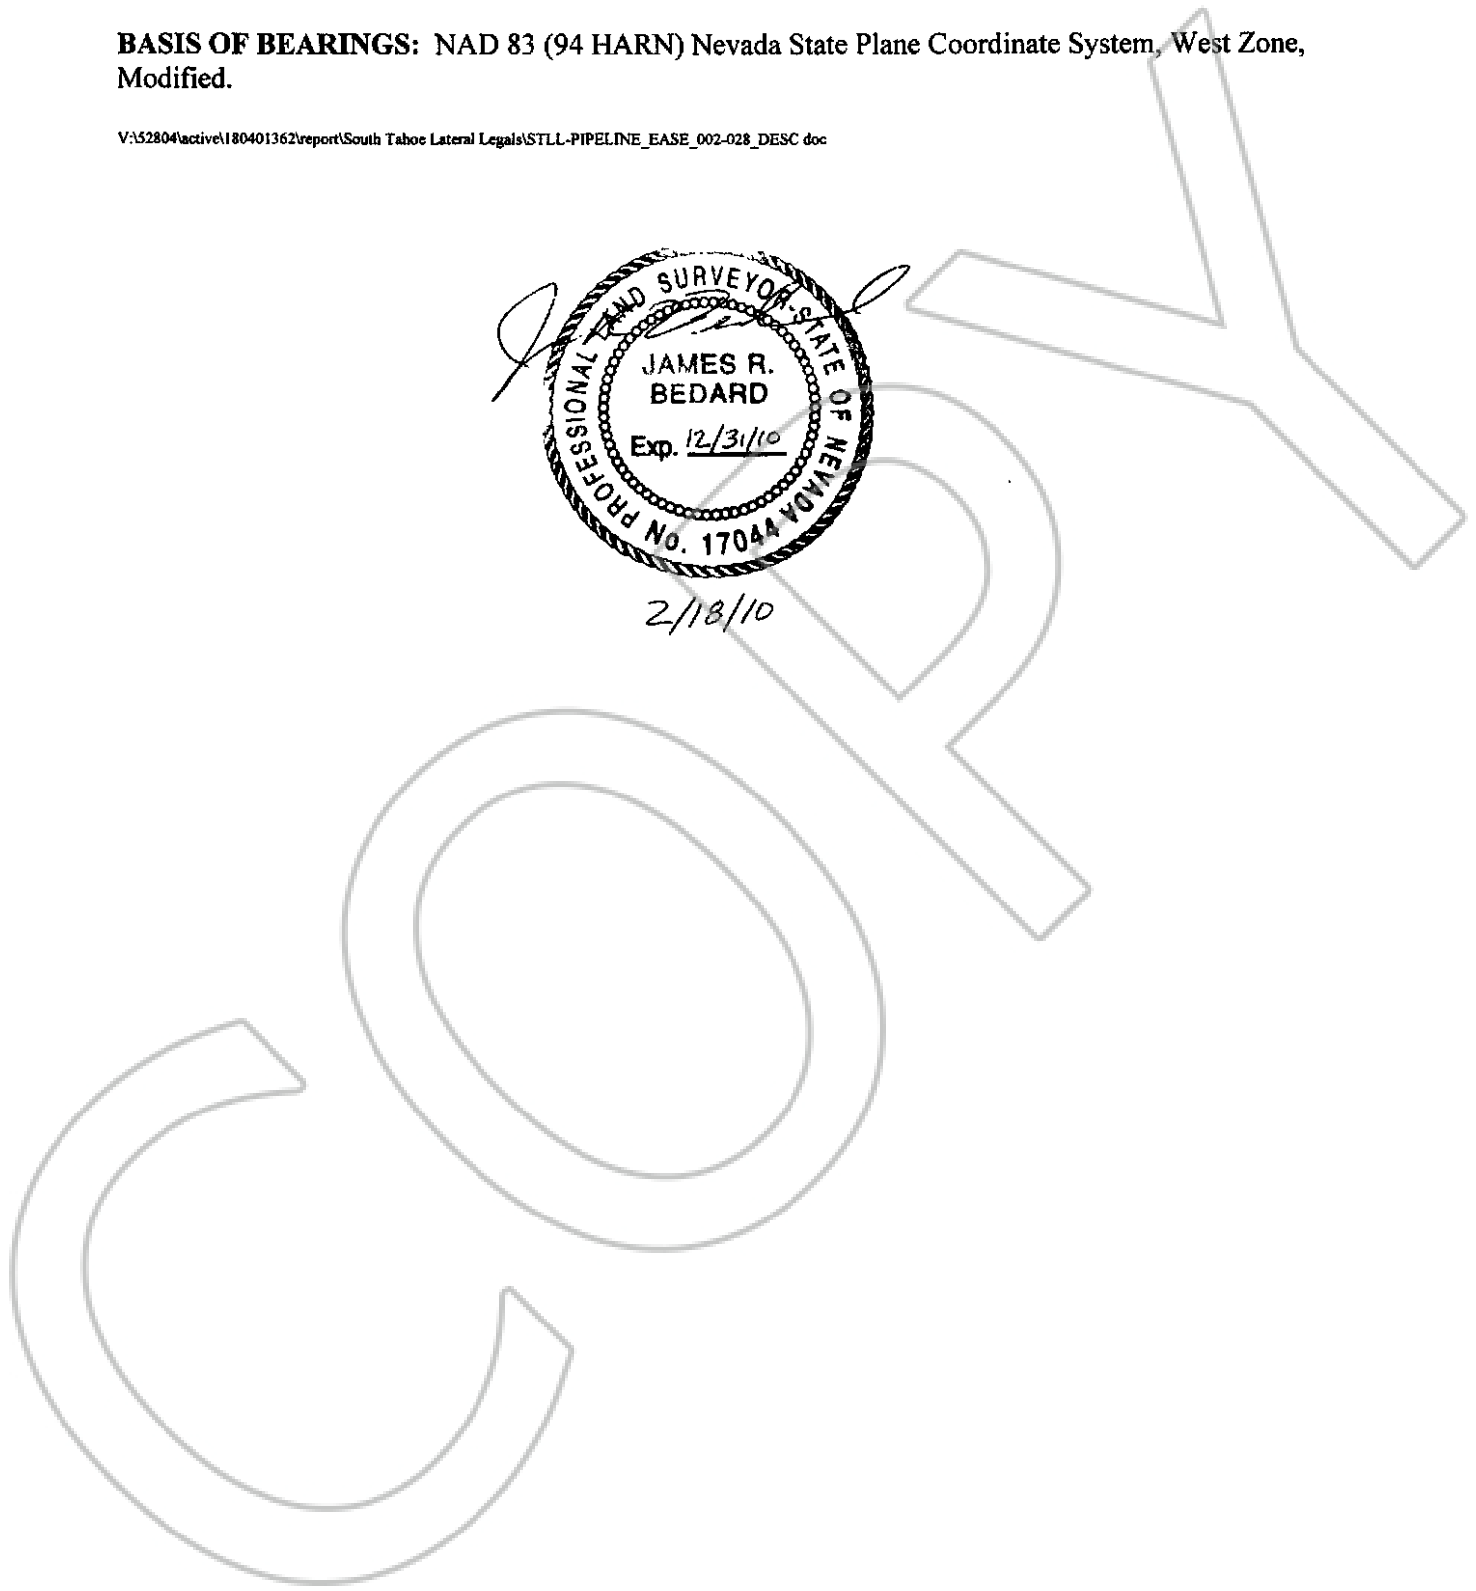 BASIS OF BEARINGS: NAD 83 (94 HARN) Nevada State Plane Coordinate System, West Zone,
Modified.
V:\52804\active\180401362\report\South Tahoe Lateral Legals\STLL-PIPELINE_EASE_002-028_DESC doc
PROFESSIONAL LAND SURVEYOR-STATE OF NEVADA
JAMES R.
BEDARD
Exp. 12/31/10
No. 17044
2/18/10
COPY